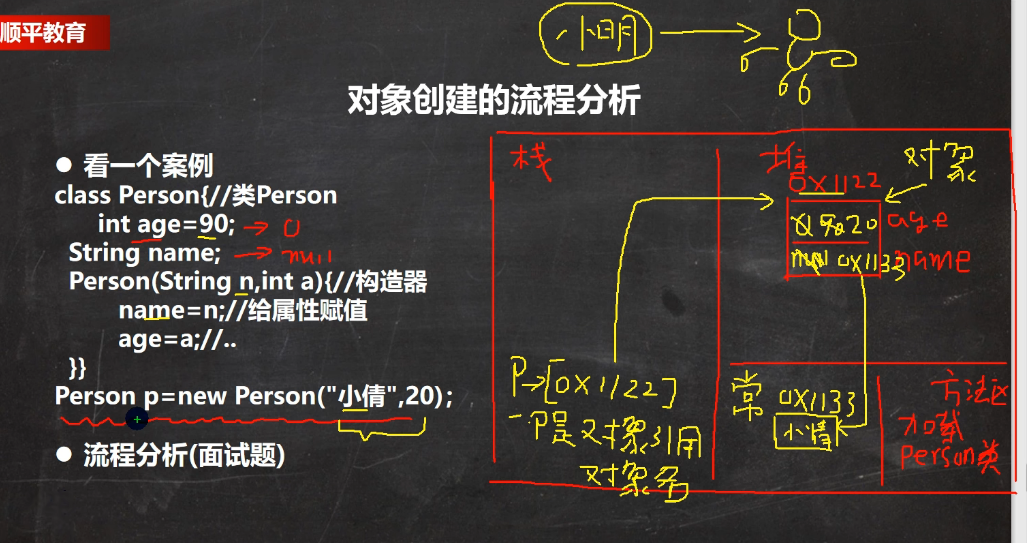 顺平教育
小明
对象创建的流程分析
● 看一个案例
class Person{//类Person
int age=90; → 0
String name; → null
Person(String n,int a){//构造器
name=n;//给属性赋值
age=a;//..
}}
Person p=new Person("小倩",20);
● 流程分析(面试题)
栈
堆
对象
0X1122
20 age
null 0X1133 name
P→[0X1122]
P是对象引用
对象名
常
0X1133
小倩
方法区
加载
Person类